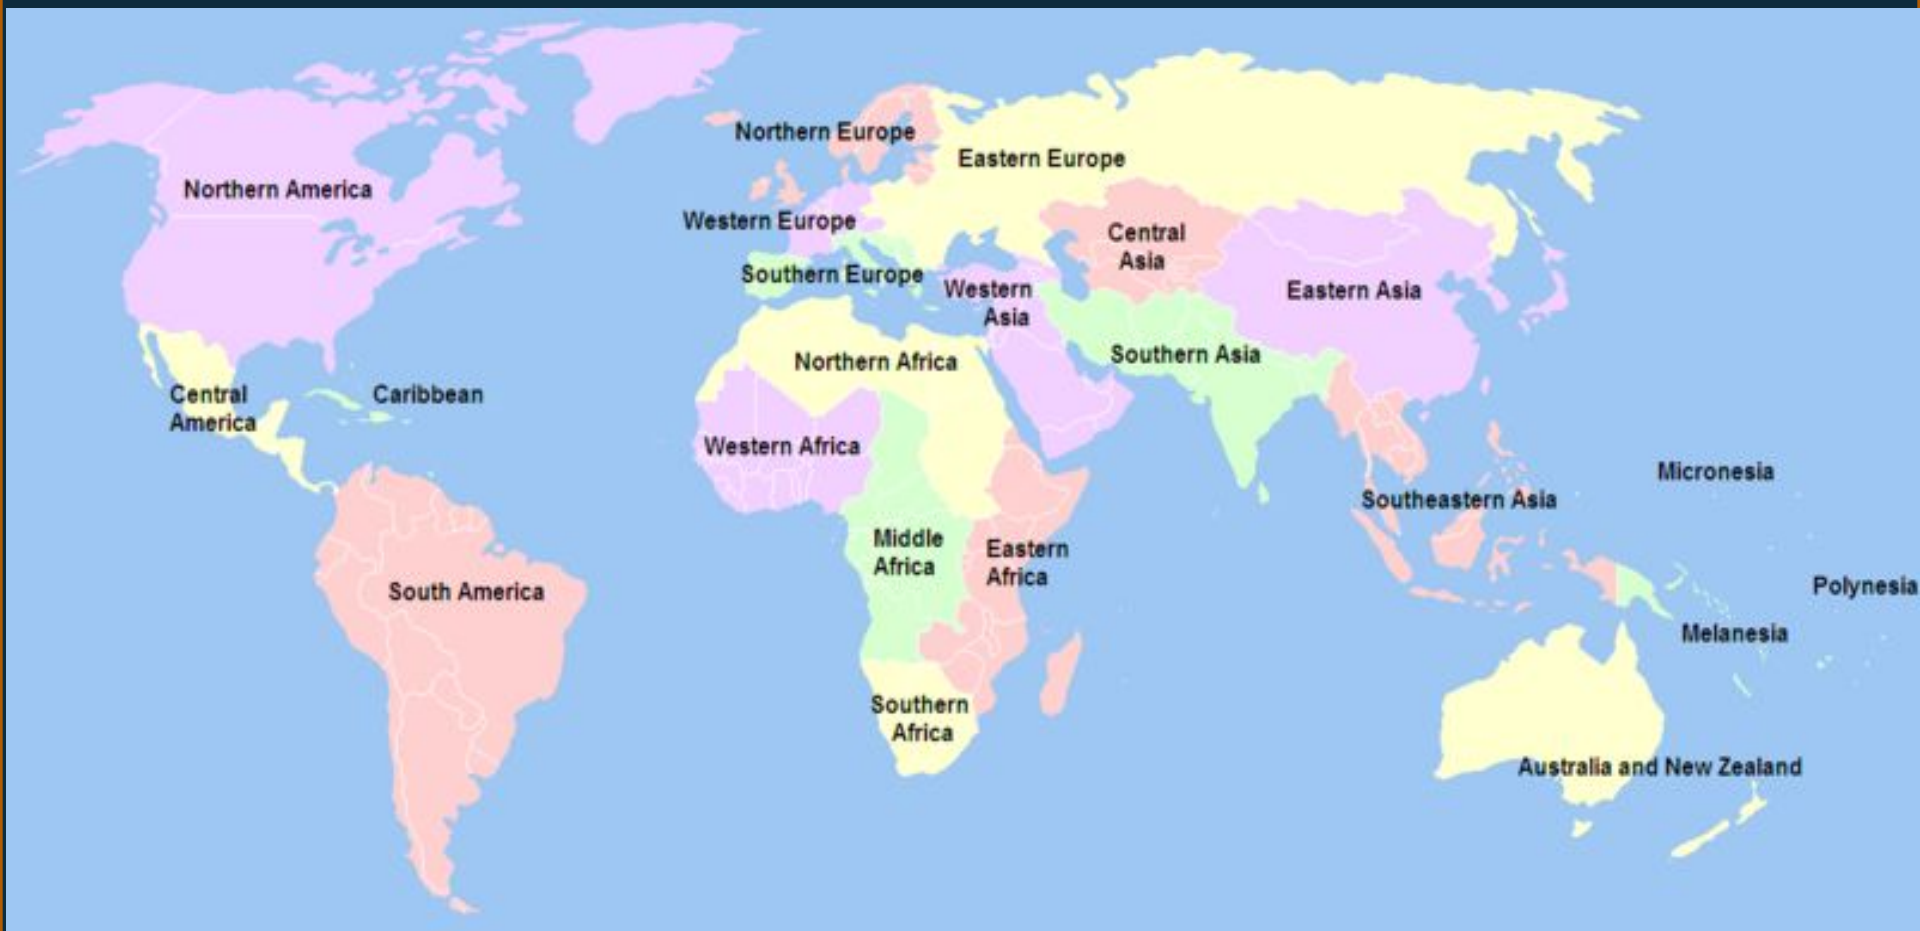 Northern Europe
Eastern Europe
Northern America
Western Europe
Central
Asia
Southern Europe
Western
Asia
Eastern Asia
Southern Asia
Northern Africa
Central
America
Caribbean
Western Africa
Micronesia
Southeastern Asia
Middle
Africa
Eastern
Africa
South America
Polynesia
Melanesia
Southern
Africa
Australia and New Zealand